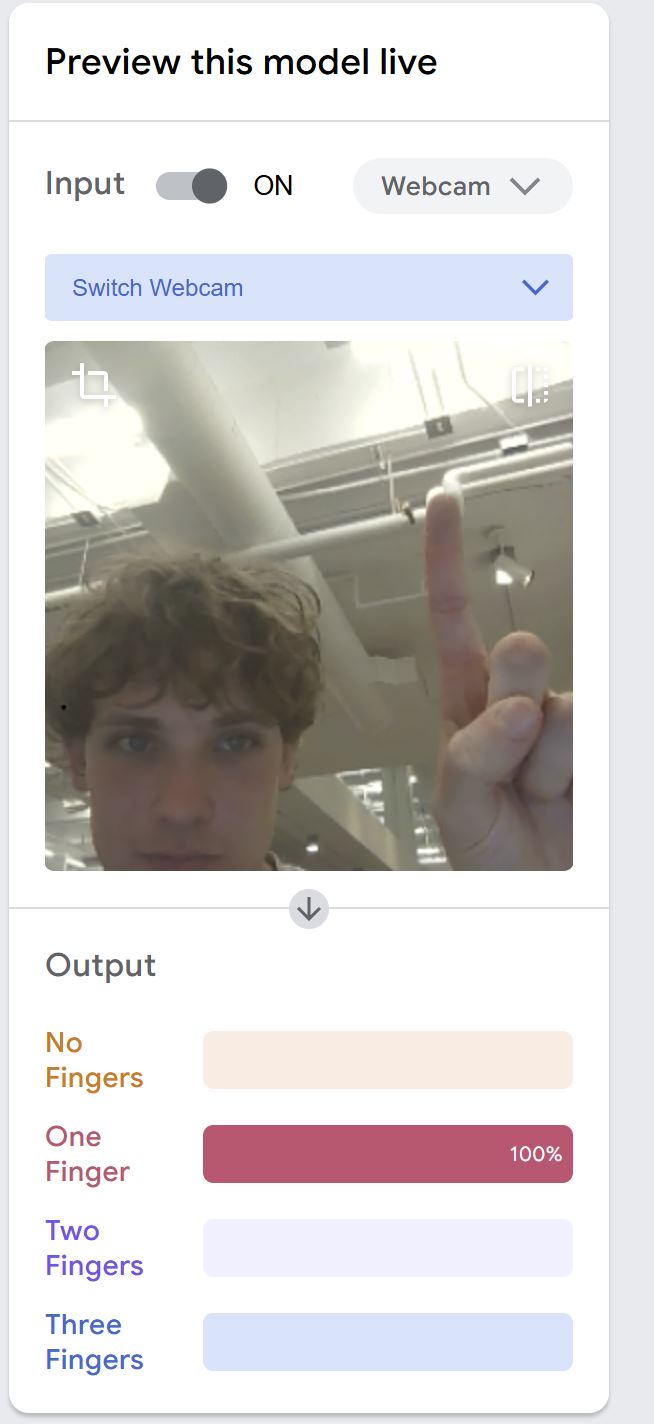 Preview this model live
Input ON Webcam
Switch Webcam
Output
No
Fingers
One
Finger
100%
Two
Fingers
Three
Fingers